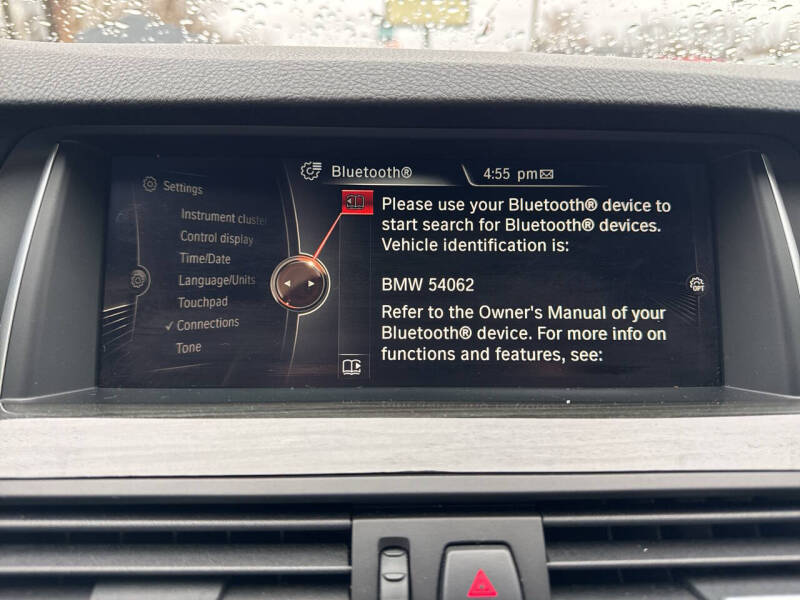 Bluetooth® 4:55 pm
Settings
Instrument cluster
Control display
Time/Date
Language/Units
Touchpad
✓ Connections
Tone
Please use your Bluetooth® device to
start search for Bluetooth® devices.
Vehicle identification is:
BMW 54062
Refer to the Owner's Manual of your
Bluetooth® device. For more info on
functions and features, see:
OPT